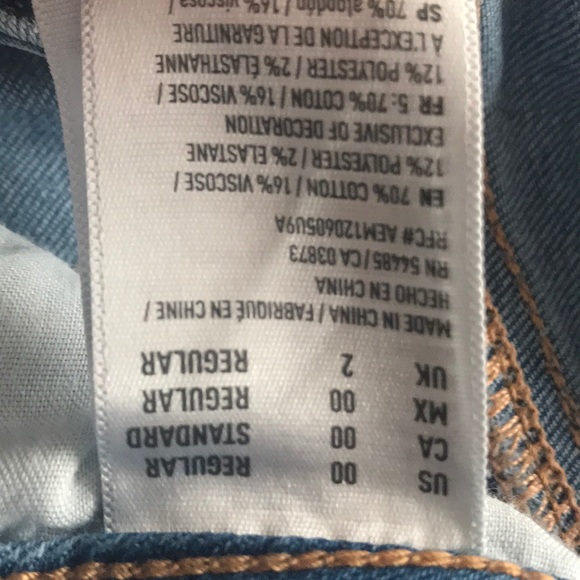 US 00 REGULAR
CA 00 STANDARD
MX 00 REGULAR
UK 2 REGULAR
MADE IN CHINA / FABRIQUÉ EN CHINE /
HECHO EN CHINA
RN 54485 / CA 03873
RFC# AEM120605U9A
EN 70% COTTON / 16% VISCOSE /
12% POLYESTER / 2% ELASTANE
EXCLUSIVE OF DECORATION
FR 5: 70% COTON / 16% VISCOSE /
12% POLYESTER / 2% ÉLASTHANNE
À L'EXCEPTION DE LA GARNITURE
SP 70% algodón / 16% viscosa